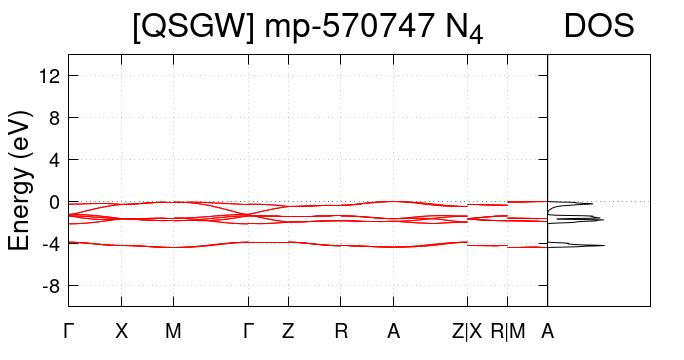 [QSGW] mp-570747 N₄ DOS
Energy (eV)
12
8
4
0
-4
-8
Γ X M Γ Z R A Z|X R|M A